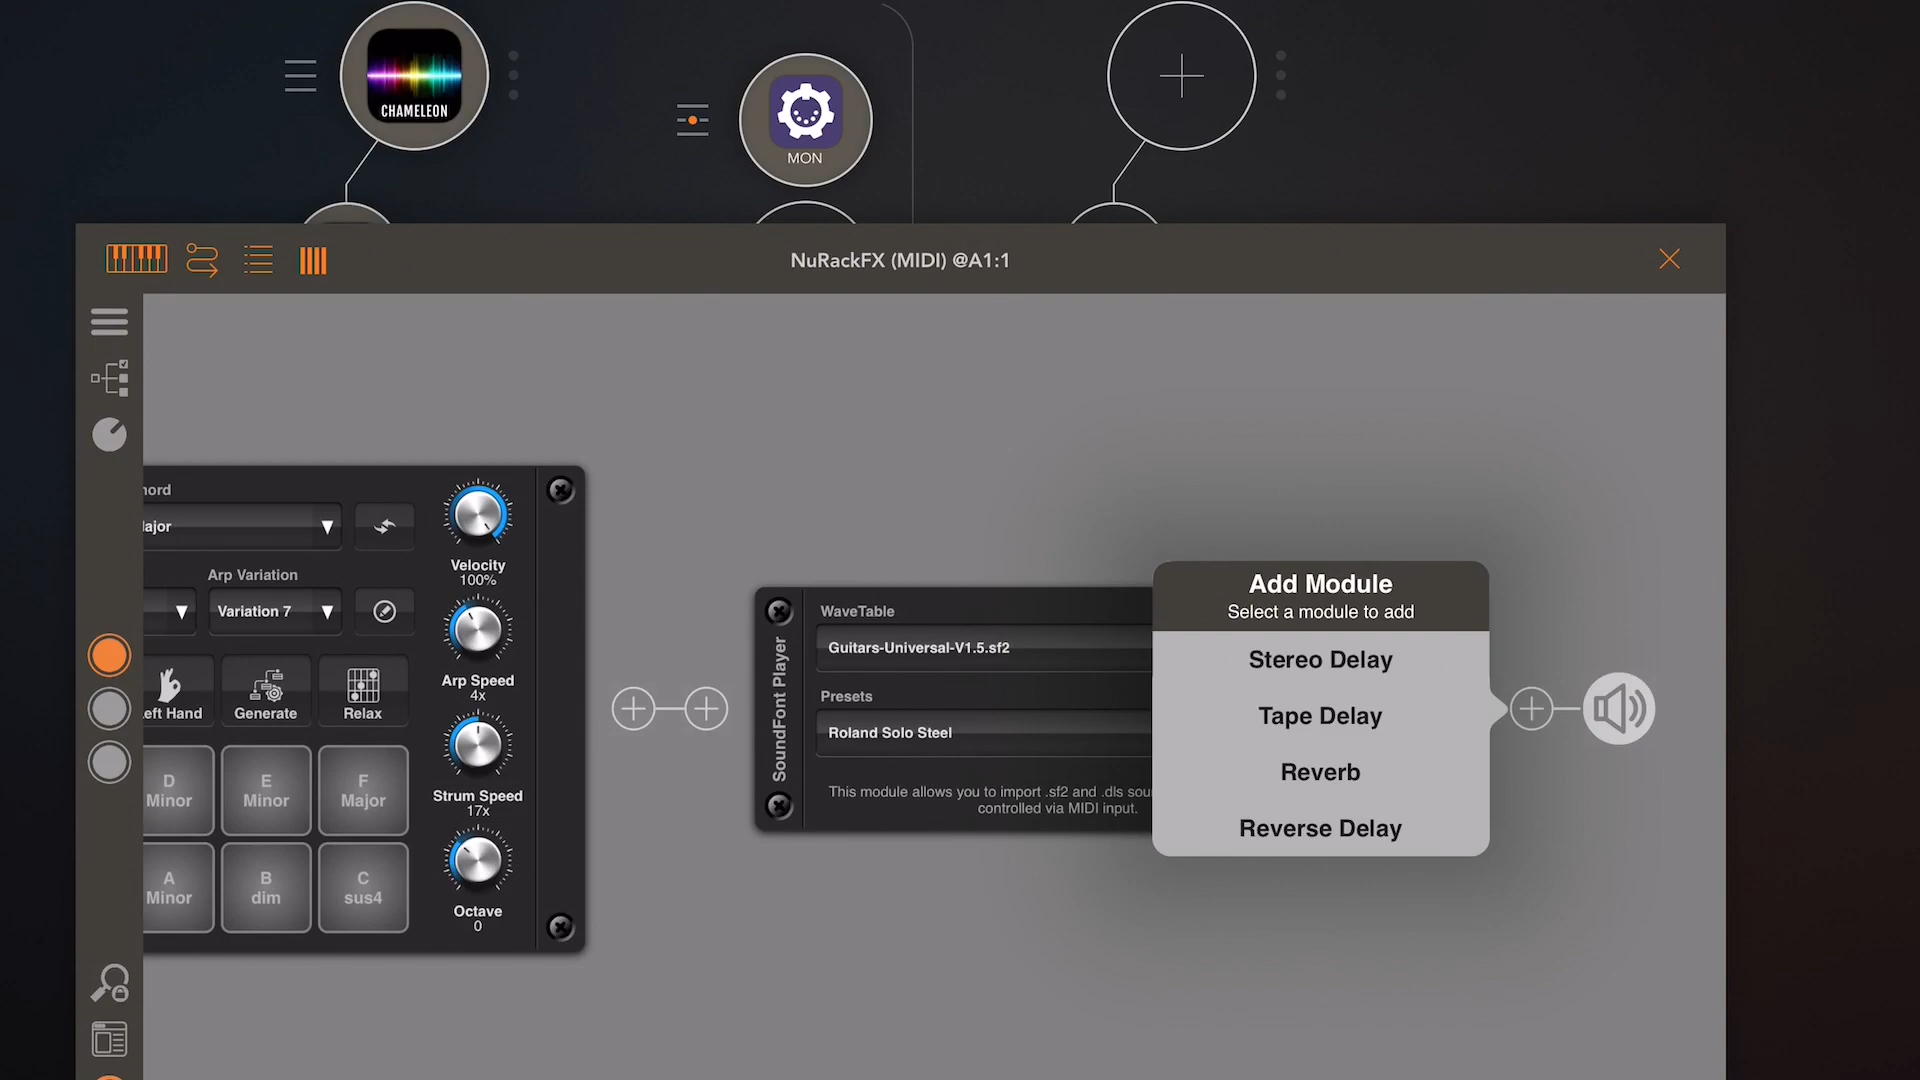 CHAMELEON
MON
NuRackFX (MIDI) @A1:1
hord
lajor
Arp Variation
Variation 7
Left Hand
Generate
Relax
D
Minor
E
Minor
F
Major
A
Minor
B
dim
C
sus4
Velocity
100%
Arp Speed
4x
Strum Speed
17x
Octave
0
SoundFont Player
WaveTable
Guitars-Universal-V1.5.sf2
Presets
Roland Solo Steel
This module allows you to import .sf2 and .dls sou
controlled via MIDI input.
Add Module
Select a module to add
Stereo Delay
Tape Delay
Reverb
Reverse Delay